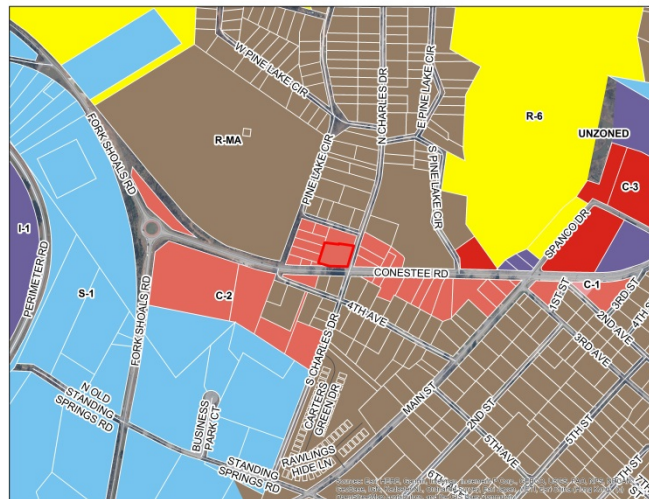 W PINE LAKE CIR
N CHARLES DR
E PINE LAKE CIR
R-6
UNZONED
FORK SHOALS RD
R-MA
PINE LAKE CIR
S PINE LAKE CIR
C-3
SPANCO DR
I-1
PERIMETER RD
S-1
FORK SHOALS RD
C-2
CONESTEE RD
C-1
4TH AVE
1ST ST
2ND AVE
3RD ST
4TH ST
3RD AVE
S CHARLES DR
CARTERS
GREEN DR
MAIN ST
2ND ST
5TH AVE
5TH ST
N OLD
STANDING
SPRINGS RD
BUSINESS
PARK CT
STANDING
SPRINGS RD
RAWLINGS
HIDE LN